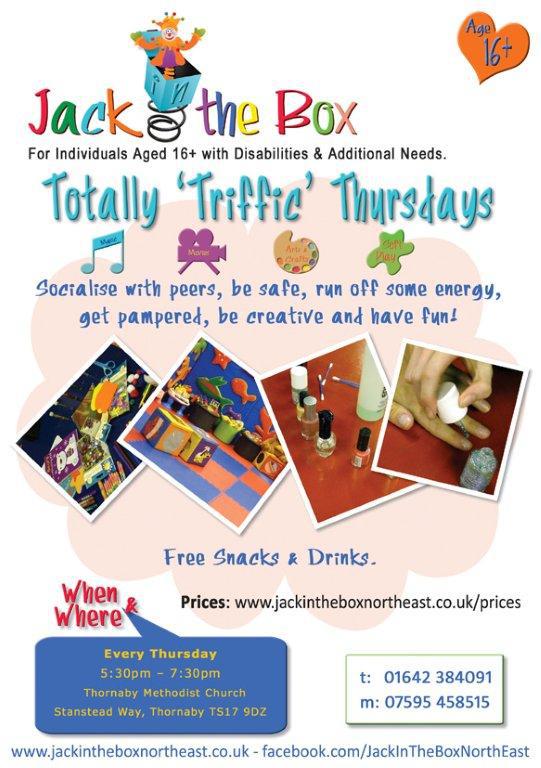 Age
16+
Jack in the Box
For Individuals Aged 16+ with Disabilities & Additional Needs.
Totally 'Triffic' Thursdays
Music
Movies
Arts &
Crafts
Soft
Play
Socialise with peers, be safe, run off some energy,
get pampered, be creative and have fun!
Free Snacks & Drinks.
When &
Where
Prices: www.jackintheboxnortheast.co.uk/prices
Every Thursday
5:30pm – 7:30pm
Thornaby Methodist Church
Stanstead Way, Thornaby TS17 9DZ
t: 01642 384091
m: 07595 458515
www.jackintheboxnortheast.co.uk - facebook.com/JackInTheBoxNorthEast